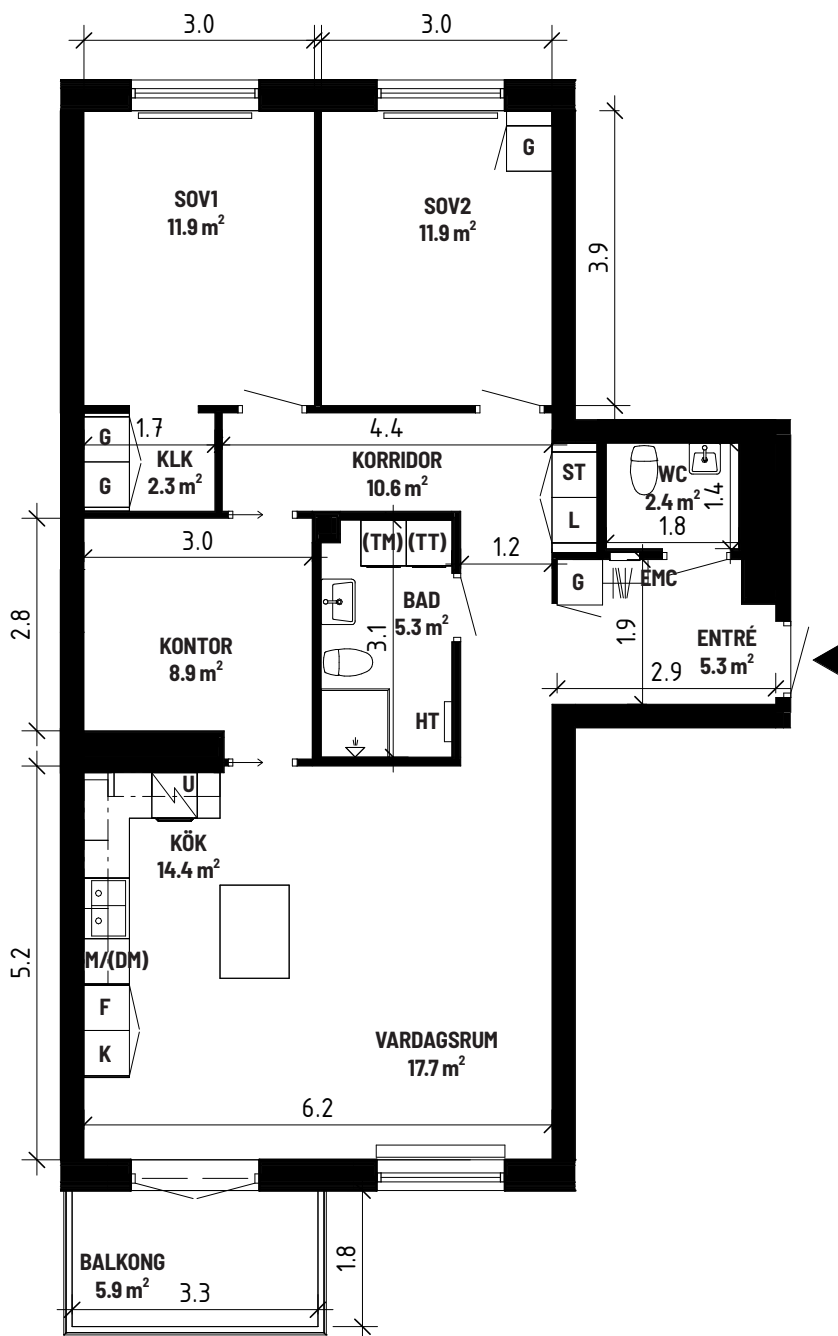 3.0
3.0
G
SOV1
11.9 m²
SOV2
11.9 m²
3.9
1.7
4.4
G
KLK
2.3 m²
G
KORRIDOR
10.6 m²
ST
L
WC
2.4 m²
1.4
1.8
3.0
(TM)
(TT)
1.2
G
EMC
BAD
5.3 m²
3.1
2.8
KONTOR
8.9 m²
1.9
ENTRÉ
5.3 m²
2.9
HT
U
KÖK
14.4 m²
5.2
M/(DM)
F
K
VARDAGSRUM
17.7 m²
6.2
BALKONG
5.9 m²
3.3
1.8